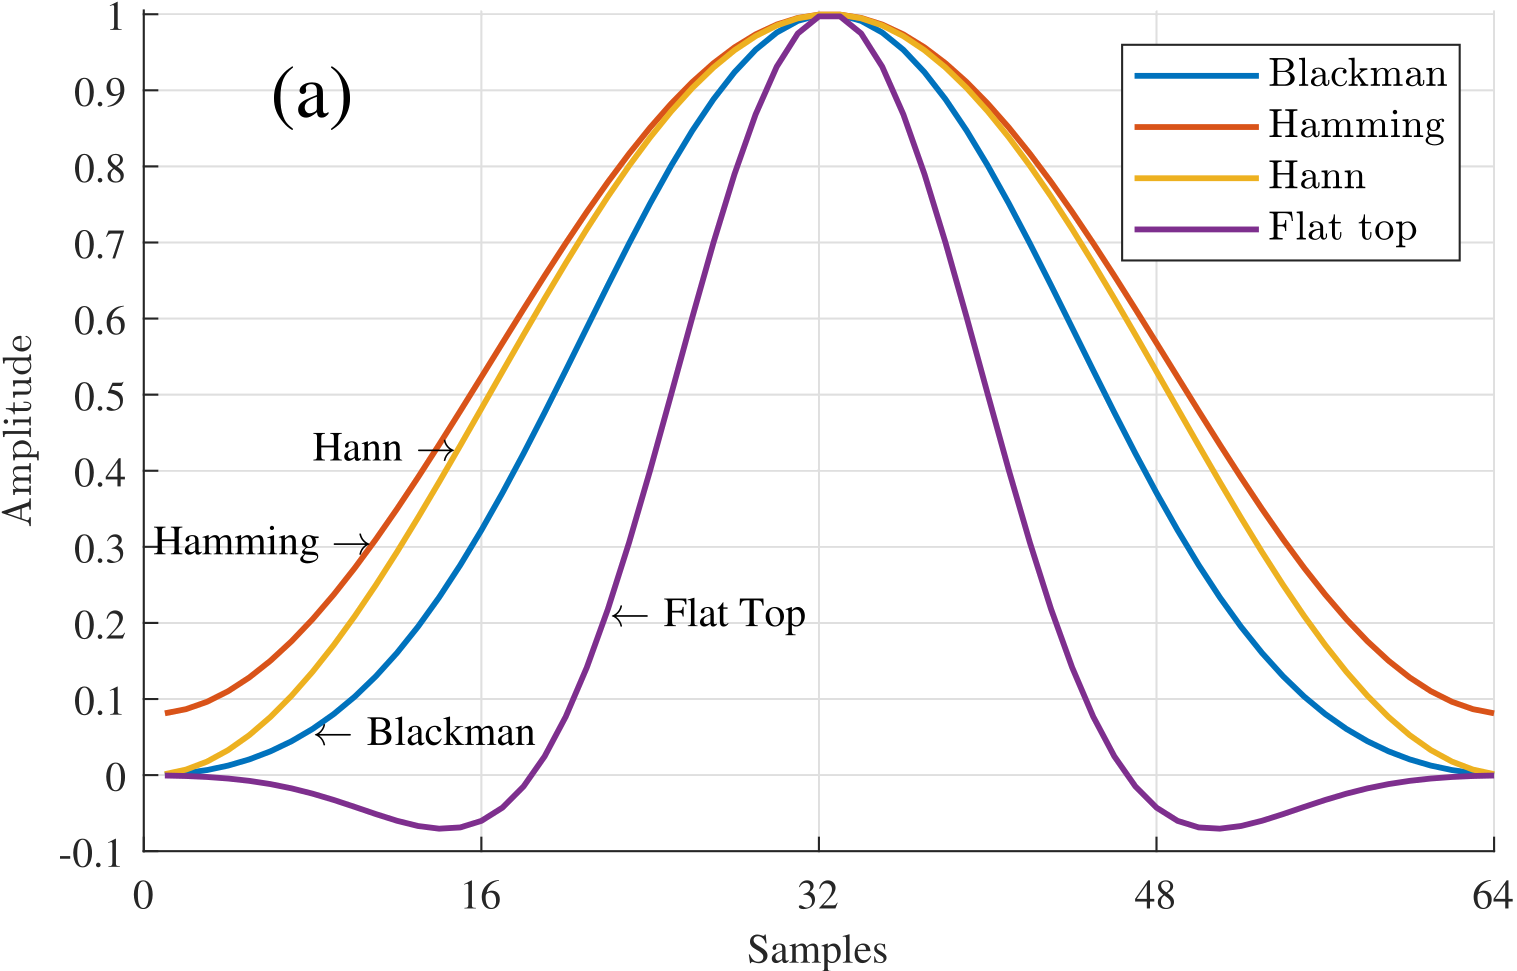 1
0.9
0.8
0.7
0.6
0.5
0.4
0.3
0.2
0.1
0
-0.1
Amplitude
(a)
Blackman
Hamming
Hann
Flat top
Hann →
Hamming →
← Flat Top
← Blackman
0 16 32 48 64
Samples